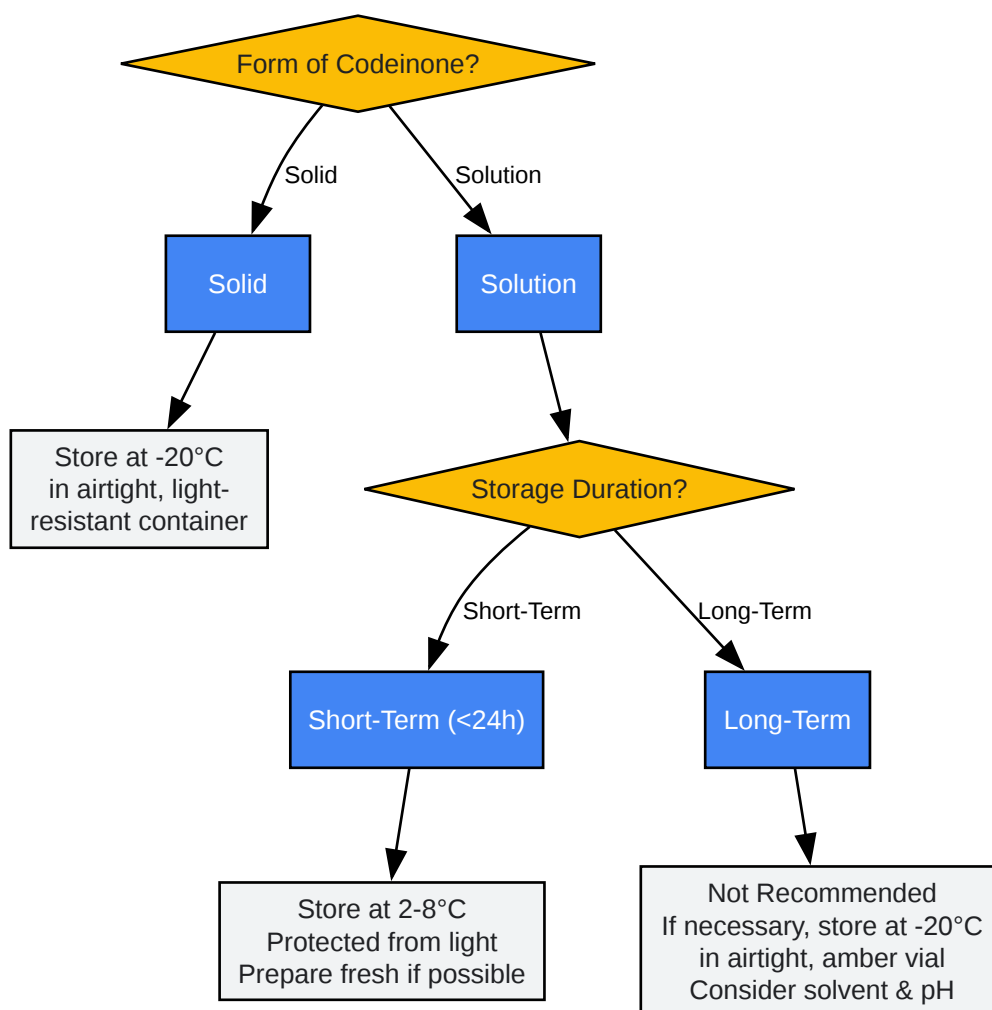 Form of Codeinone?
Solid
Solution
Solid
Solution
Store at -20°C
in airtight, light-
resistant container
Storage Duration?
Short-Term
Long-Term
Short-Term (<24h)
Long-Term
Store at 2-8°C
Protected from light
Prepare fresh if possible
Not Recommended
If necessary, store at -20°C
in airtight, amber vial
Consider solvent & pH